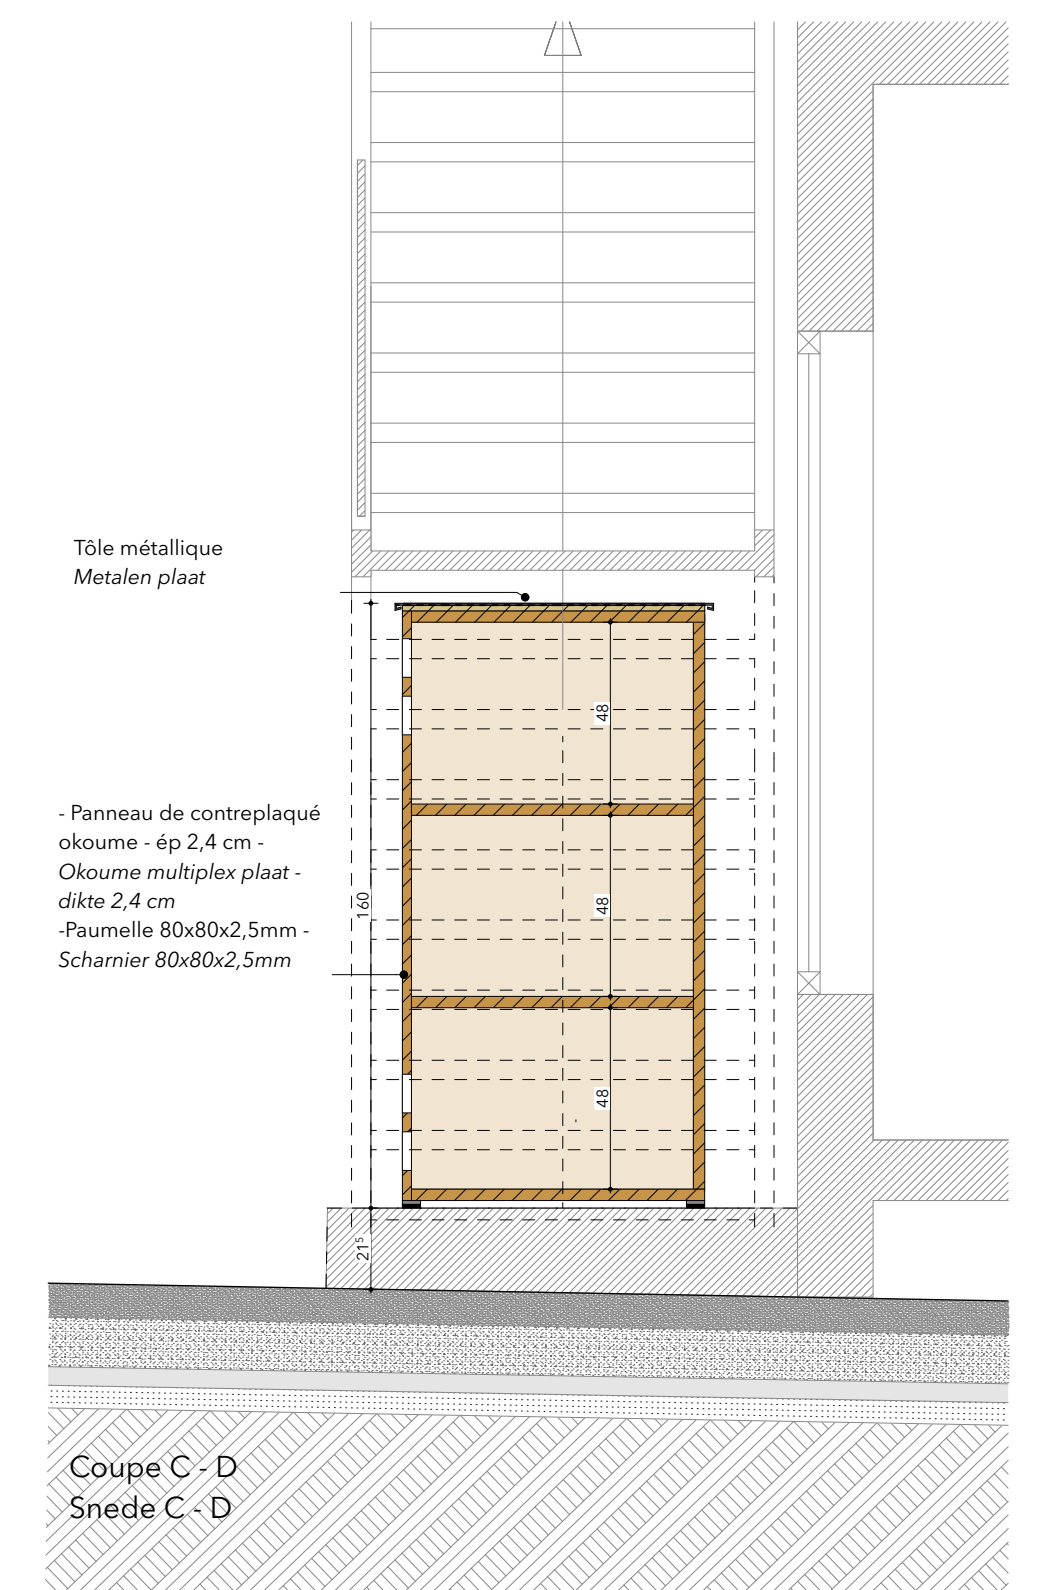 Tôle métallique
Metalen plaat
48
- Panneau de contreplaqué
okoume - ép 2,4 cm -
Okoume multiplex plaat -
dikte 2,4 cm
-Paumelle 80x80x2,5mm -
Scharnier 80x80x2,5mm
160
48
48
21⁵
Coupe C - D
Snede C - D